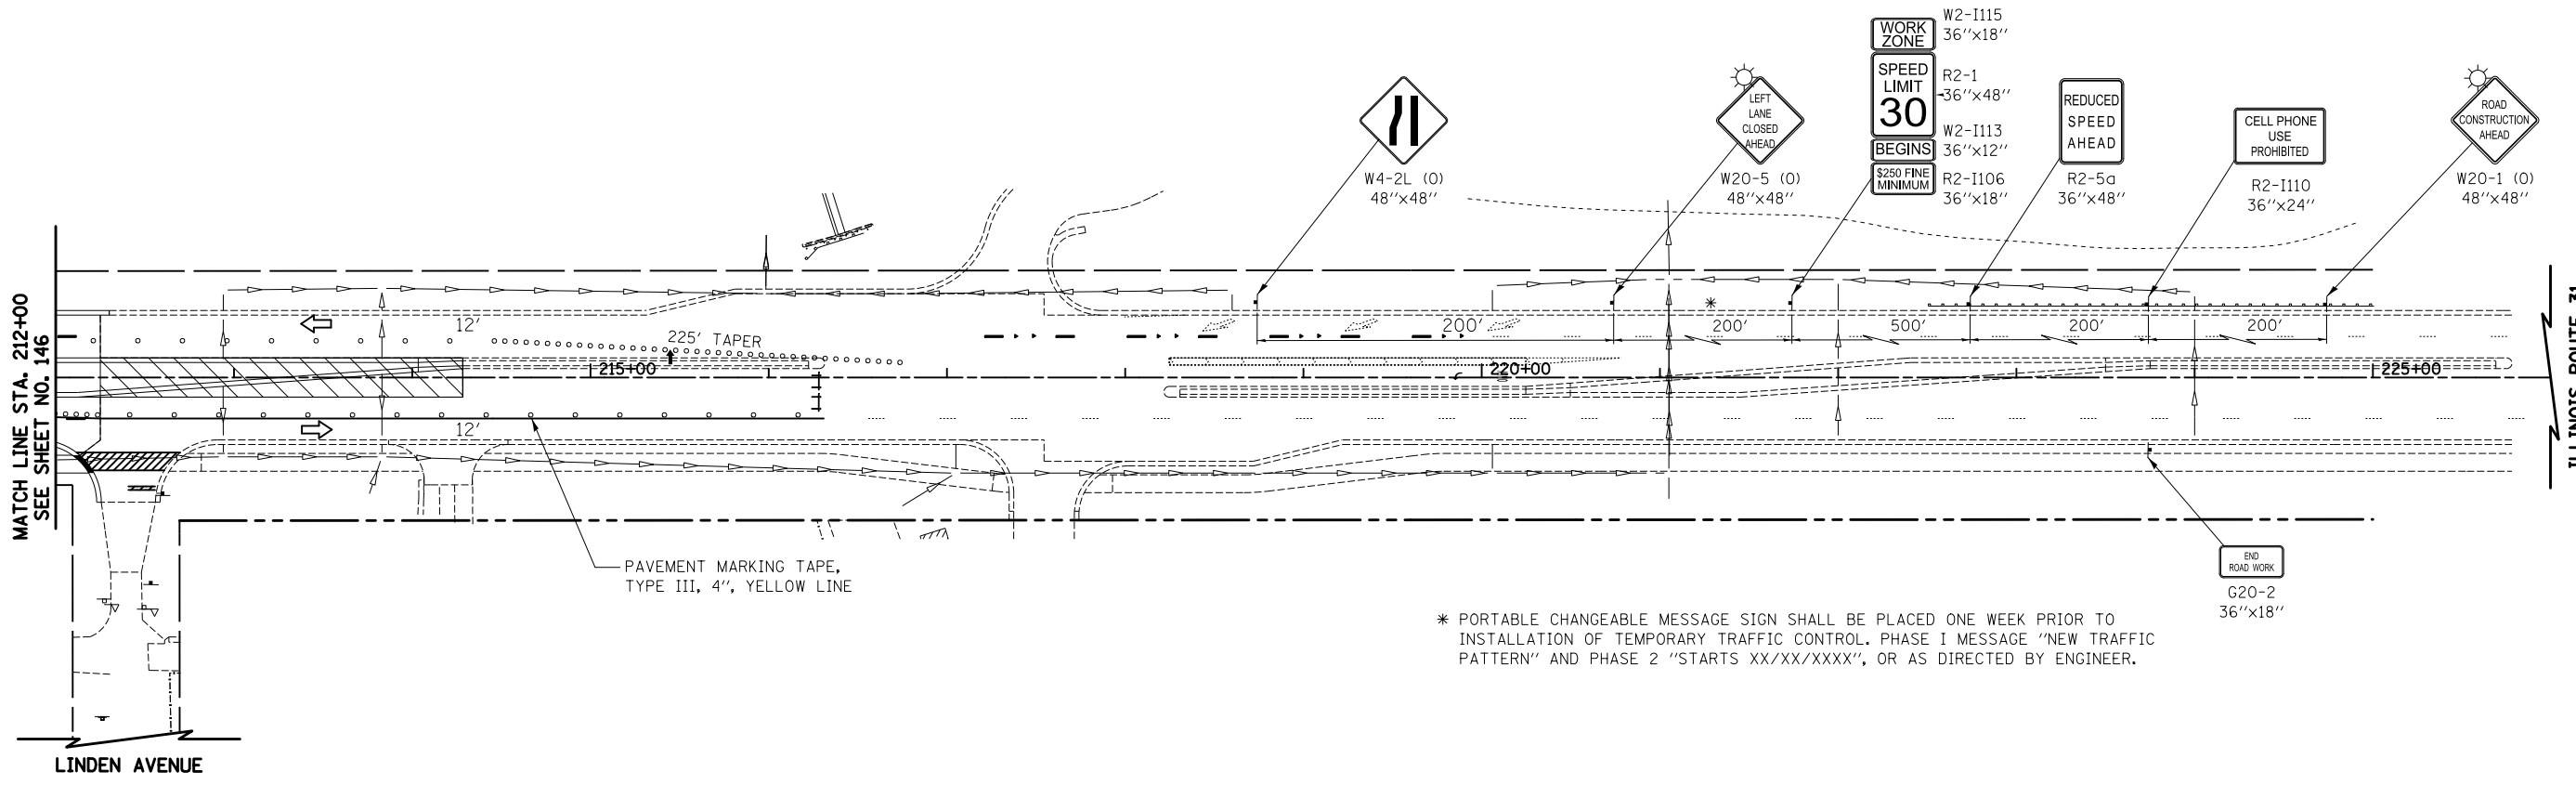 W2-I115
36''x18''
WORK
ZONE
SPEED
LIMIT
30
R2-1
36''x48''
W2-I113
36''x12''
BEGINS
$250 FINE
MINIMUM
R2-I106
36''x18''
W4-2L (O)
48''x48''
LEFT
LANE
CLOSED
AHEAD
W20-5 (O)
48''x48''
REDUCED
SPEED
AHEAD
R2-5a
36''x48''
CELL PHONE
USE
PROHIBITED
R2-I110
36''x24''
ROAD
CONSTRUCTION
AHEAD
W20-1 (O)
48''x48''
MATCH LINE STA. 212+00
SEE SHEET NO. 146
12'
225' TAPER
200'
200'
500'
200'
200'
215+00
220+00
225+00
12'
ILLINOIS ROUTE 31
PAVEMENT MARKING TAPE,
TYPE III, 4'', YELLOW LINE
END
ROAD WORK
G20-2
36''x18''
* PORTABLE CHANGEABLE MESSAGE SIGN SHALL BE PLACED ONE WEEK PRIOR TO
INSTALLATION OF TEMPORARY TRAFFIC CONTROL. PHASE I MESSAGE ''NEW TRAFFIC
PATTERN'' AND PHASE 2 ''STARTS XX/XX/XXXX'', OR AS DIRECTED BY ENGINEER.
LINDEN AVENUE